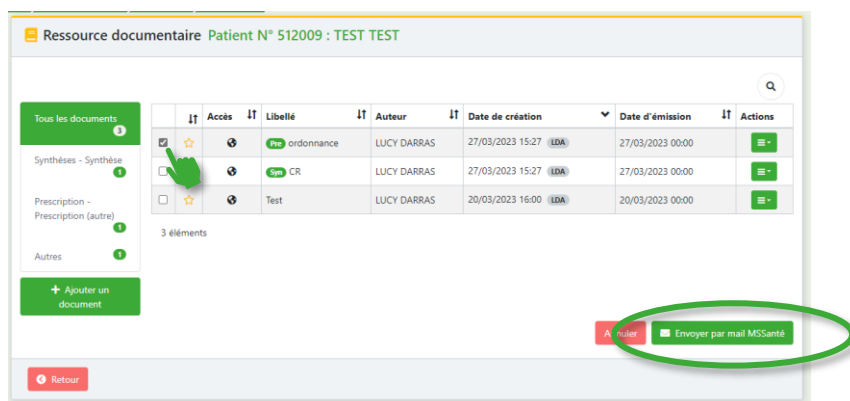 Ressource documentaire Patient N° 512009 : TEST TEST
Tous les documents
3
Synthèses - Synthèse
1
Prescription -
Prescription (autre)
1
Autres 1
+ Ajouter un
document
Accès Libellé Auteur Date de création Date d'émission Actions
Pre ordonnance LUCY DARRAS 27/03/2023 15:27 LDA 27/03/2023 00:00
Syn CR LUCY DARRAS 27/03/2023 15:27 LDA 27/03/2023 00:00
Test LUCY DARRAS 20/03/2023 16:00 LDA 20/03/2023 00:00
3 éléments
Annuler Envoyer par mail MSSanté
Retour